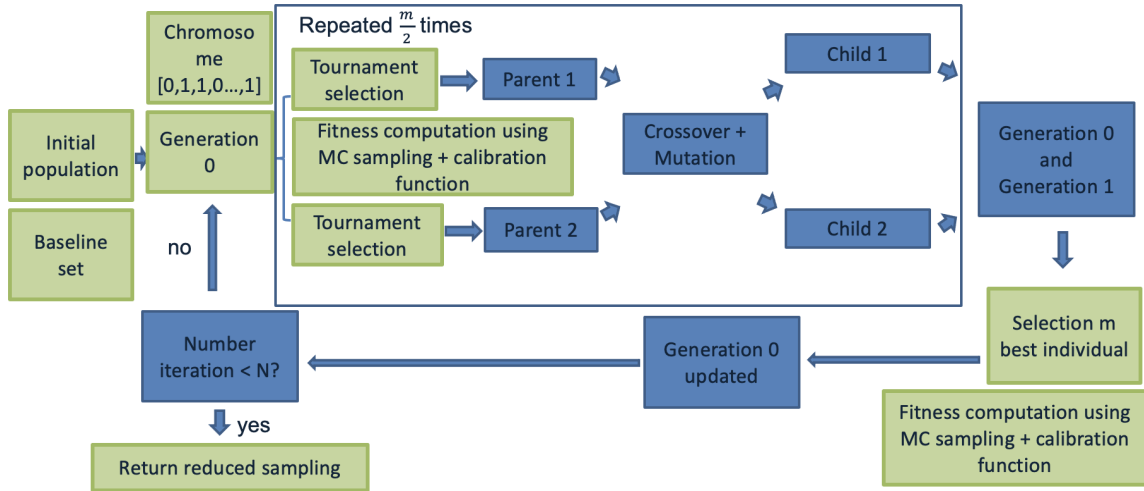 Chromoso
me
[0,1,1,0...,1]
Repeated m/2 times
Tournament
selection
Parent 1
Child 1
Initial
population
Generation
0
Fitness computation using
MC sampling + calibration
function
Crossover +
Mutation
Generation 0
and
Generation 1
Baseline
set
no
Tournament
selection
Parent 2
Child 2
Number
iteration < N?
Generation 0
updated
Selection m
best individual
yes
Return reduced sampling
Fitness computation using
MC sampling + calibration
function